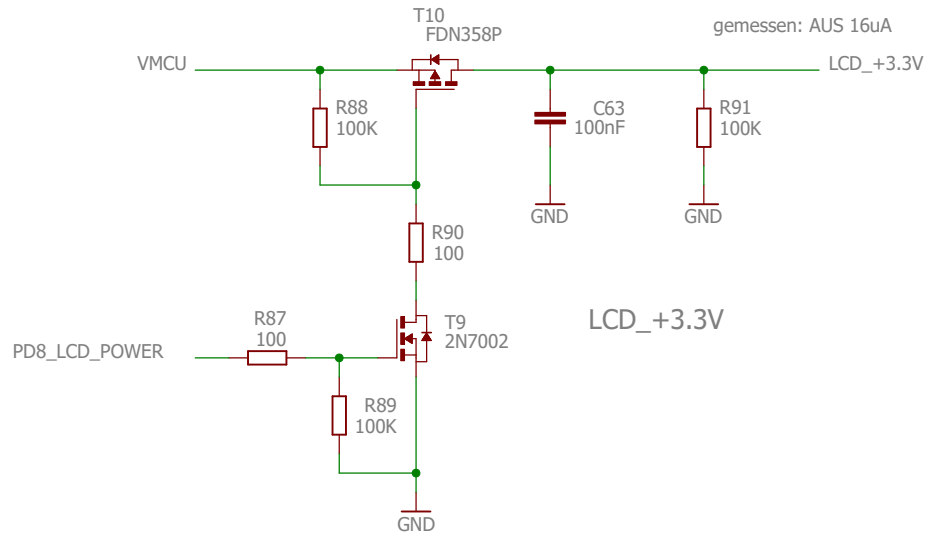 T10
FDN358P
gemessen: AUS 16uA
VMCU
LCD_+3.3V
R88
100K
C63
100nF
R91
100K
GND
GND
R90
100
T9
2N7002
LCD_+3.3V
R87
100
PD8_LCD_POWER
R89
100K
GND